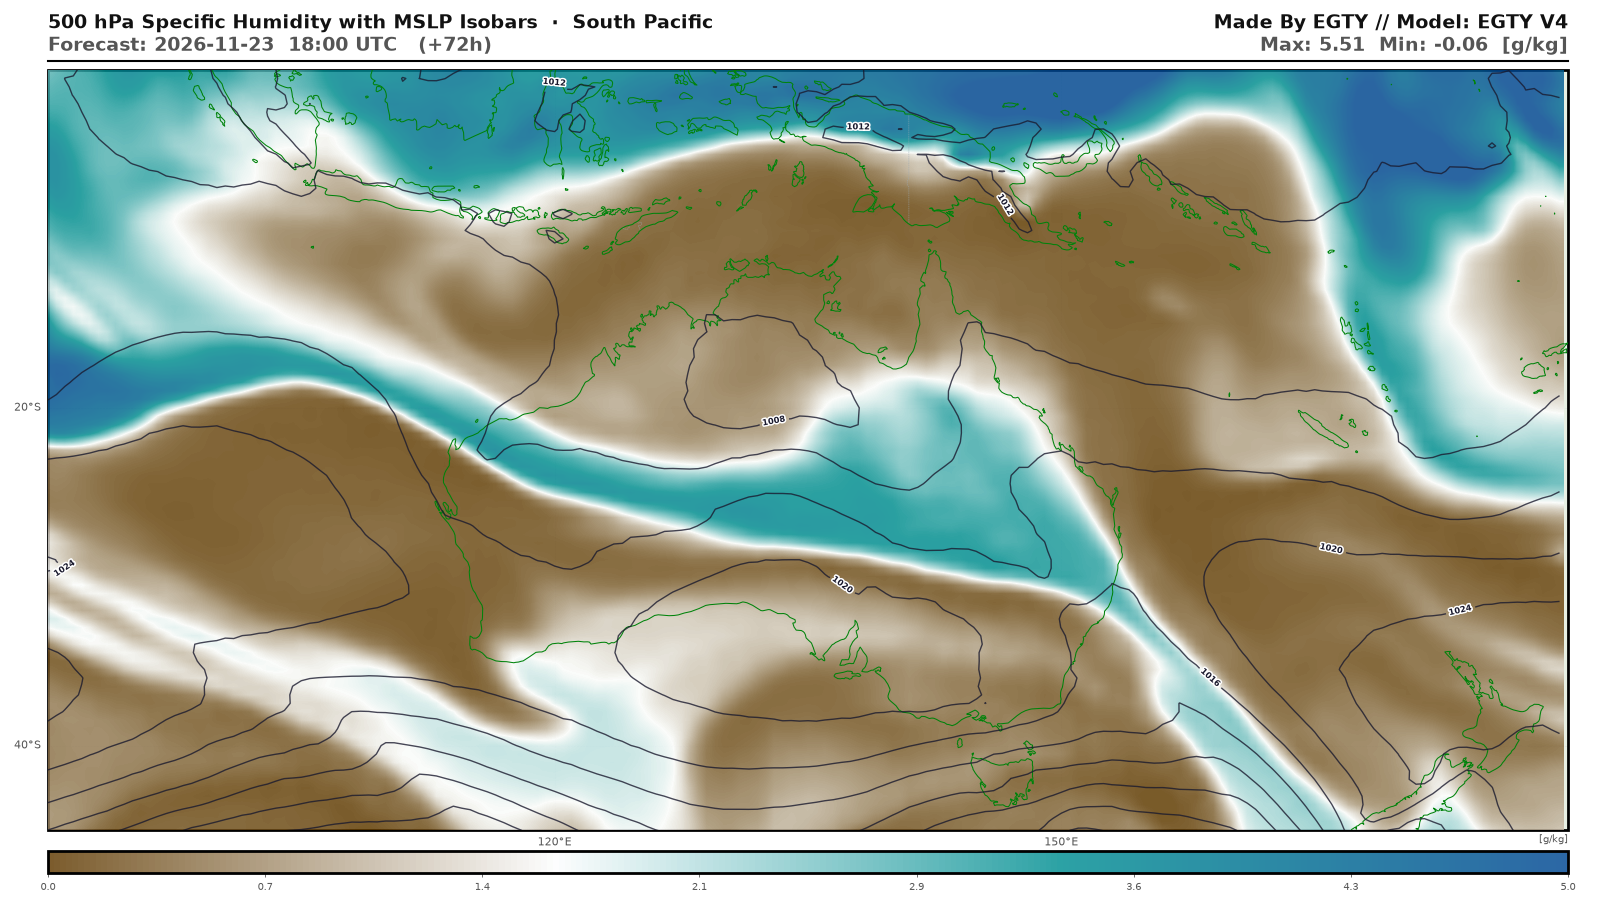 500 hPa Specific Humidity with MSLP Isobars · South Pacific
Made By EGTY // Model: EGTY V4
Forecast: 2026-11-23 18:00 UTC (+72h)
Max: 5.51 Min: -0.06 [g/kg]
1012
1012
1012
20°S
1008
1024
1020
1020
1024
1016
40°S
120°E
150°E
[g/kg]
0.0
0.7
1.4
2.1
2.9
3.6
4.3
5.0